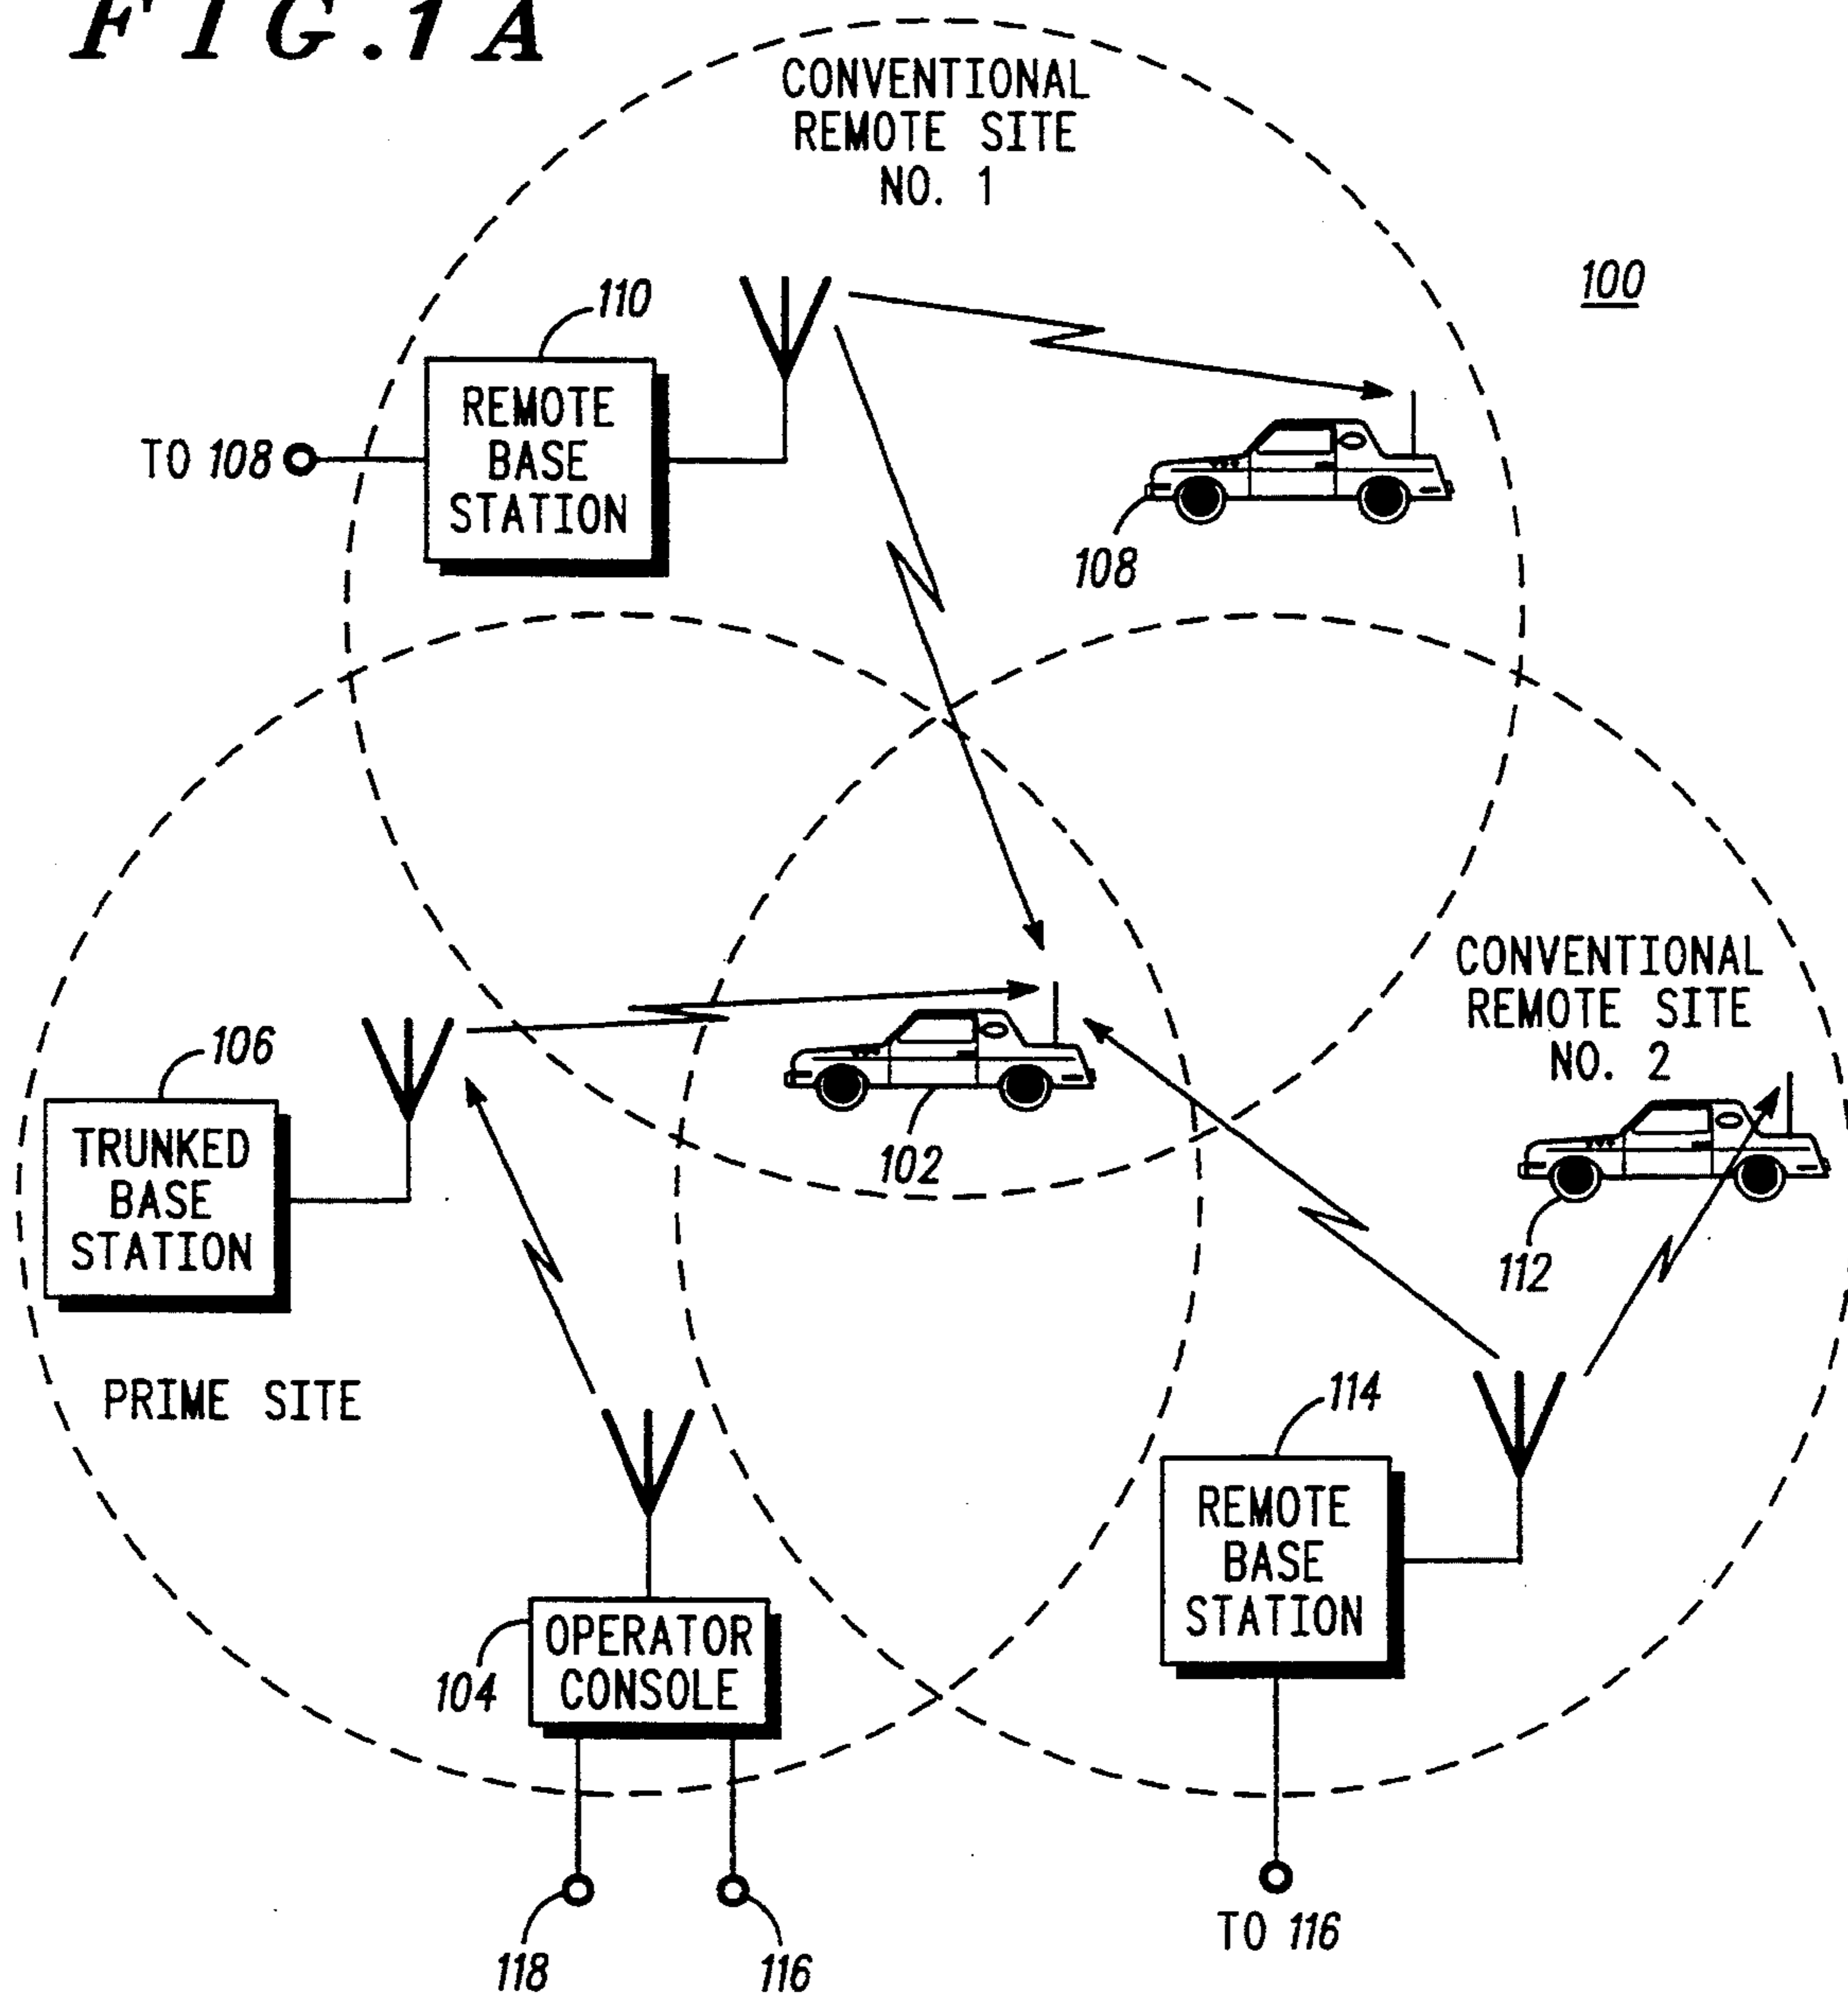 FIG.1A
CONVENTIONAL
REMOTE SITE
NO. 1
100
110
REMOTE
BASE
STATION
TO 108
108
CONVENTIONAL
REMOTE SITE
NO. 2
106
TRUNKED
BASE
STATION
102
112
PRIME SITE
114
REMOTE
BASE
STATION
104
OPERATOR
CONSOLE
118
116
TO 116